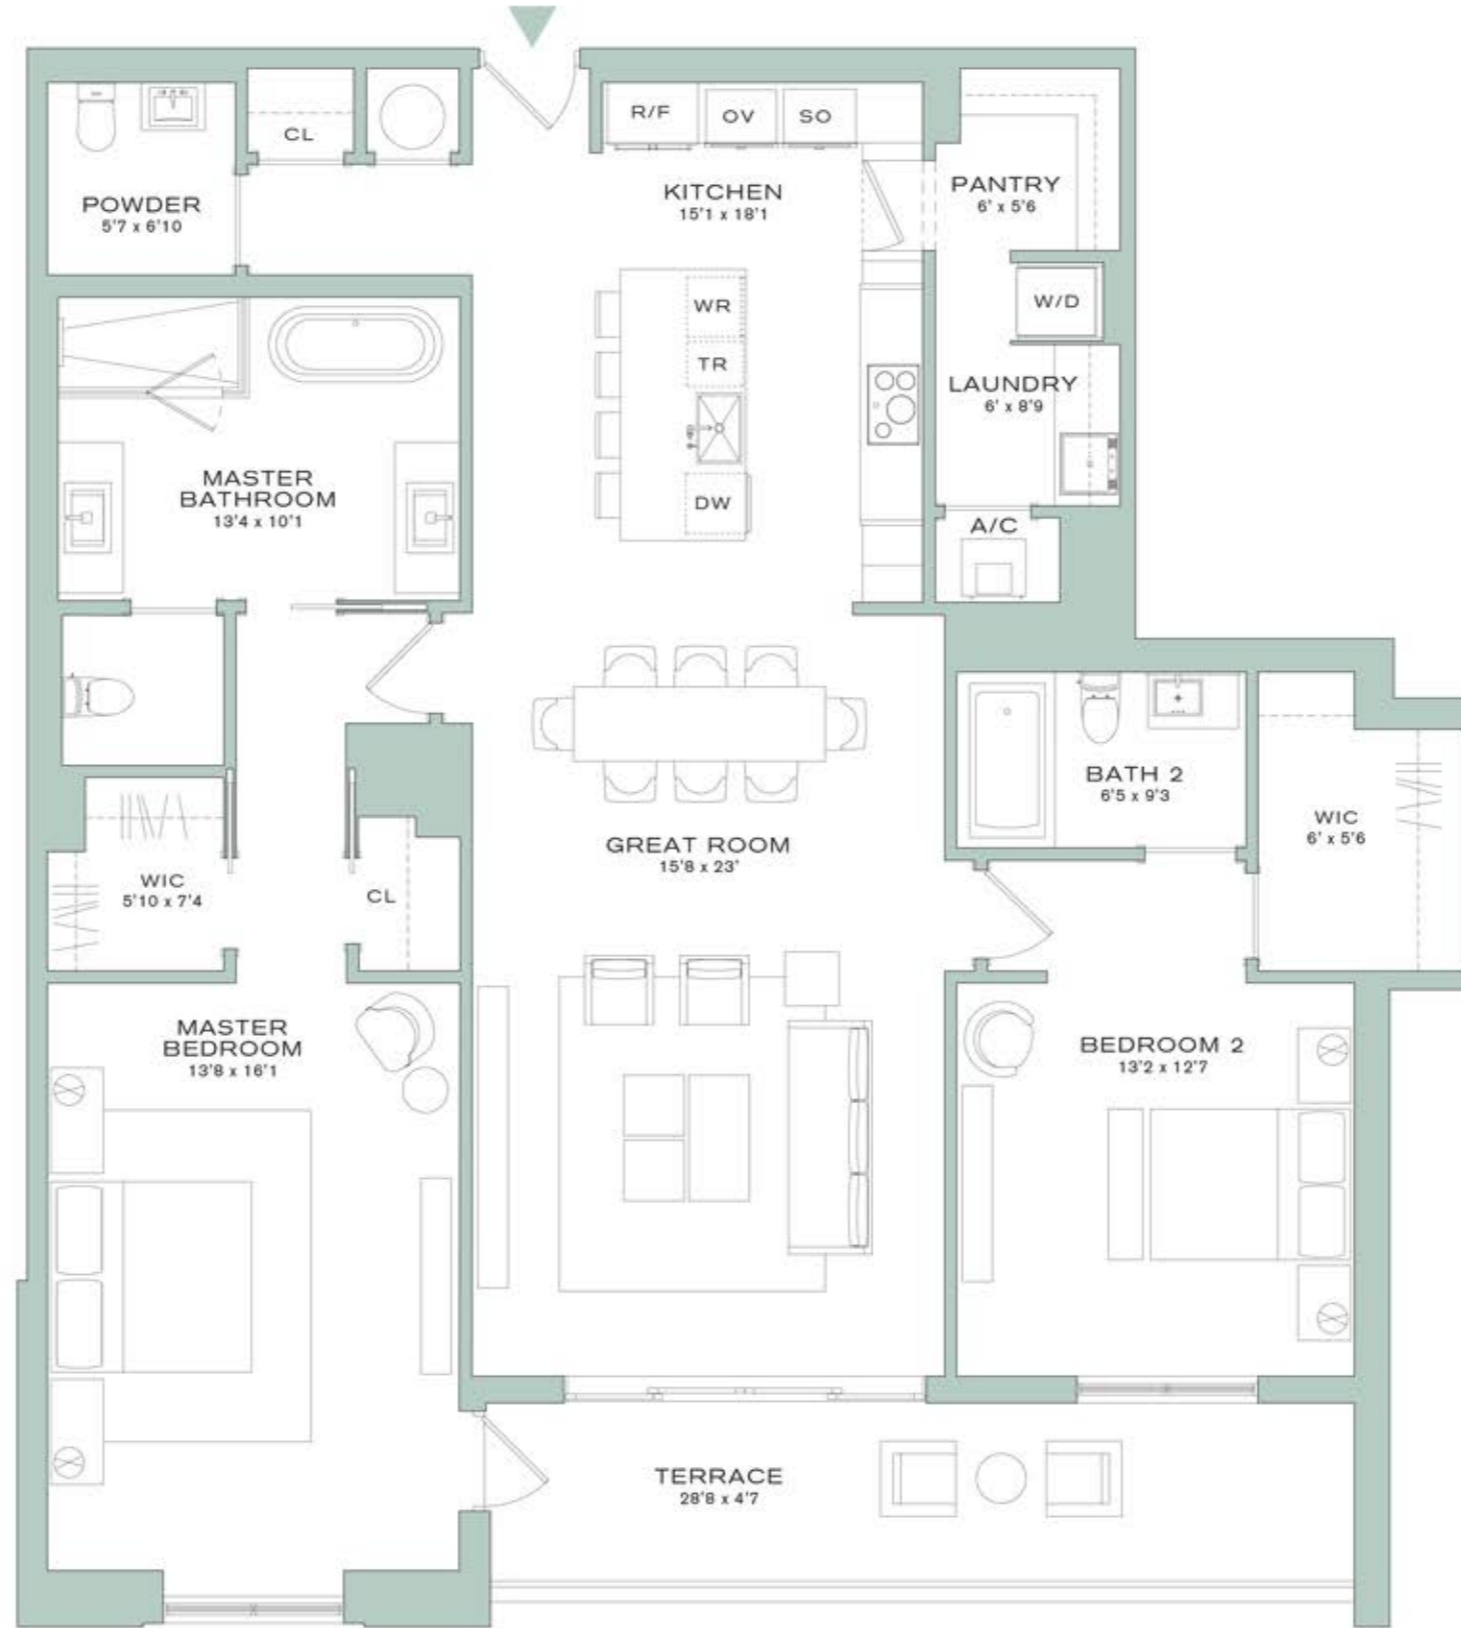 R/F
OV
SO
CL
POWDER
5'7 x 6'10
KITCHEN
15'1 x 18'1
PANTRY
6' x 5'6
WR
W/D
TR
LAUNDRY
6' x 8'9
MASTER
BATHROOM
13'4 x 10'1
DW
A/C
BATH 2
6'5 x 9'3
GREAT ROOM
15'8 x 23'
WIC
6' x 5'6
WIC
5'10 x 7'4
CL
MASTER
BEDROOM
13'8 x 16'1
BEDROOM 2
13'2 x 12'7
TERRACE
28'8 x 4'7